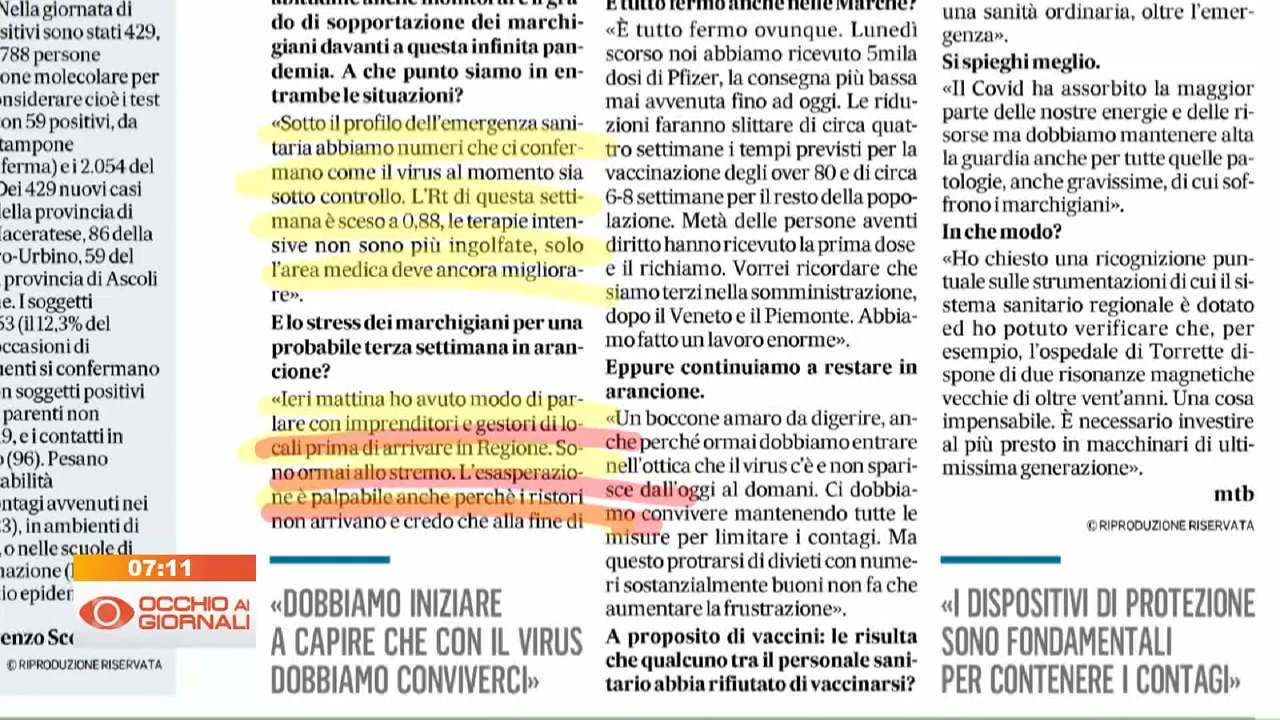 Nella giornata di
sitivi sono stati 429,
788 persone
one molecolare per
nsiderare cioè i test
on 59 positivi, da
tampone
ferma) e i 2.054 del
Dei 429 nuovi casi
della provincia di
Maceratese, 86 della
ro-Urbino, 59 del
provincia di Ascoli
e. I soggetti
53 (il 12,3% del
occasioni di
menti si confermano
n soggetti positivi
parenti non
9, e i contatti in
o (96). Pesano
tabilità
ontagi avvenuti nei
23), in ambienti di
, o nelle scuole di
mazione (
io epider
enzo Sco
© RIPRODUZIONE RISERVATA
do di sopportazione dei marchi-
giani davanti a questa infinita pan-
demia. A che punto siamo in en-
trambe le situazioni?
«Sotto il profilo dell'emergenza sani-
taria abbiamo numeri che ci confer-
mano come il virus al momento sia
sotto controllo. L'Rt di questa setti-
mana è sceso a 0,88, le terapie inten-
sive non sono più ingolfate, solo
l'area medica deve ancora migliora-
re».
E lo stress dei marchigiani per una
probabile terza settimana in aran-
cione?
«Ieri mattina ho avuto modo di par-
lare con imprenditori e gestori di lo-
cali prima di arrivare in Regione. So-
no ormai allo stremo. L'esasperazio-
ne è palpabile anche perchè i ristori
non arrivano e credo che alla fine di
«DOBBIAMO INIZIARE
A CAPIRE CHE CON IL VIRUS
DOBBIAMO CONVIVERCI»
È tutto fermo anche nelle Marche?
«È tutto fermo ovunque. Lunedì
scorso noi abbiamo ricevuto 5mila
dosi di Pfizer, la consegna più bassa
mai avvenuta fino ad oggi. Le ridu-
zioni faranno slittare di circa quat-
tro settimane i tempi previsti per la
vaccinazione degli over 80 e di circa
6-8 settimane per il resto della popo-
lazione. Metà delle persone aventi
diritto hanno ricevuto la prima dose
e il richiamo. Vorrei ricordare che
siamo terzi nella somministrazione,
dopo il Veneto e il Piemonte. Abbia-
mo fatto un lavoro enorme».
Eppure continuiamo a restare in
arancione.
«Un boccone amaro da digerire, an-
che perché ormai dobbiamo entrare
nell'ottica che il virus c'è e non spari-
sce dall'oggi al domani. Ci dobbia-
mo convivere mantenendo tutte le
misure per limitare i contagi. Ma
questo protrarsi di divieti con nume-
ri sostanzialmente buoni non fa che
aumentare la frustrazione».
A proposito di vaccini: le risulta
che qualcuno tra il personale sani-
tario abbia rifiutato di vaccinarsi?
una sanità ordinaria, oltre l'emer-
genza».
Si spieghi meglio.
«Il Covid ha assorbito la maggior
parte delle nostre energie e delle ri-
sorse ma dobbiamo mantenere alta
la guardia anche per tutte quelle pa-
tologie, anche gravissime, di cui sof-
frono i marchigiani».
In che modo?
«Ho chiesto una ricognizione pun-
tuale sulle strumentazioni di cui il si-
stema sanitario regionale è dotato
ed ho potuto verificare che, per
esempio, l'ospedale di Torrette di-
spone di due risonanze magnetiche
vecchie di oltre vent'anni. Una cosa
impensabile. È necessario investire
al più presto in macchinari di ulti-
missima generazione».
mtb
© RIPRODUZIONE RISERVATA
«I DISPOSITIVI DI PROTEZIONE
SONO FONDAMENTALI
PER CONTENERE I CONTAGI»
07:11
OCCHIO AI
GIORNALI